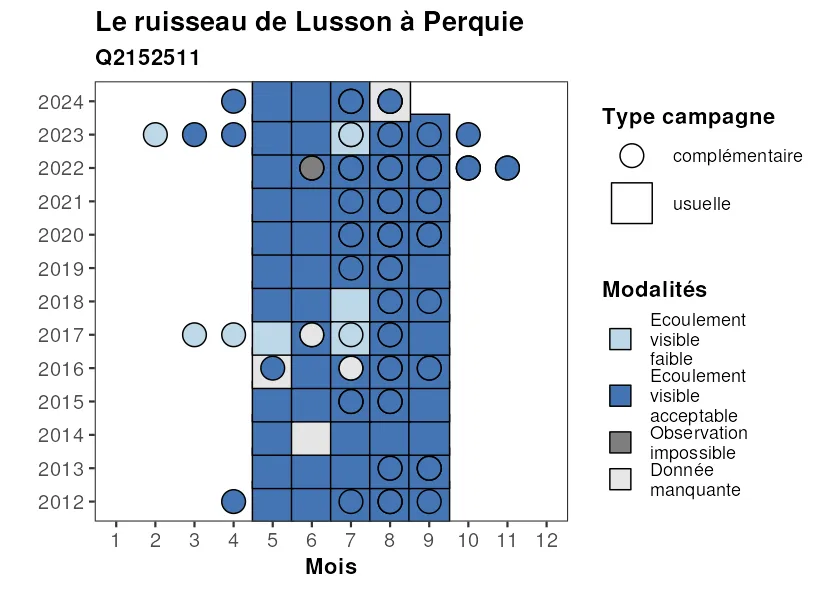 Le ruisseau de Lusson à Perquie
Q2152511
2024
2023
2022
2021
2020
2019
2018
2017
2016
2015
2014
2013
2012
1 2 3 4 5 6 7 8 9 10 11 12
Mois
Type campagne
complémentaire
usuelle
Modalités
Ecoulement
visible
faible
Ecoulement
visible
acceptable
Observation
impossible
Donnée
manquante